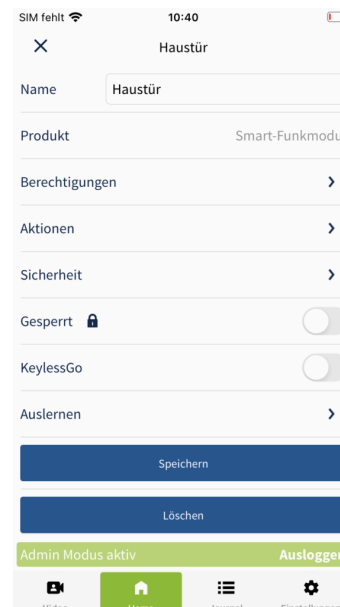 SIM fehlt 10:40
Haustür
Name Haustür
Produkt Smart-Funkmodu
Berechtigungen
Aktionen
Sicherheit
Gesperrt
KeylessGo
Auslernen
Speichern
Löschen
Admin Modus aktiv Auslogge